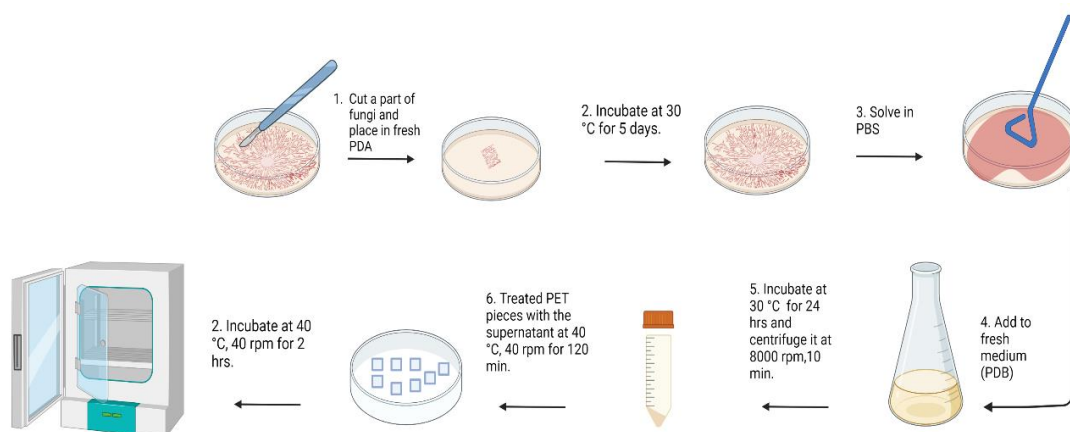 1. Cut a part of
fungi and
place in fresh
PDA
2. Incubate at 30
°C for 5 days.
3. Solve in
PBS
4. Add to
fresh
medium
(PDB)
5. Incubate at
30 °C for 24
hrs and
centrifuge it at
8000 rpm,10
min.
6. Treated PET
pieces with the
supernatant at 40
°C, 40 rpm for 120
min.
2. Incubate at 40
°C, 40 rpm for 2
hrs.